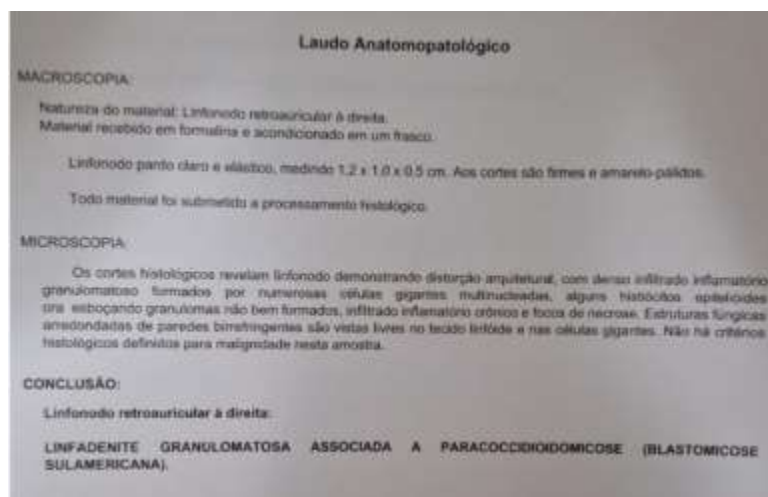 Laudo Anatomopatológico
MACROSCOPIA:
Natureza do material: Linfonodo retroauricular à direita.
Material recebido em formalina e acondicionado em um frasco.
Linfonodo pardo claro e elástico, medindo 1,2 x 1,0 x 0,5 cm. Aos cortes são firmes e amarelo-pálidos.
Todo material foi submetido a processamento histológico.
MICROSCOPIA:
Os cortes histológicos revelam linfonodo demonstrando distorção arquitetural, com denso infiltrado inflamatório
granulomatoso formados por numerosas células gigantes multinucleadas, alguns histiócitos epitelioides
ora esboçando granulomas não bem formados, infiltrado inflamatório crônico e focos de necrose. Estruturas fúngicas
arredondadas de paredes birrefringentes são vistas livres no tecido linfóide e nas células gigantes. Não há critérios
histológicos definidos para malignidade nesta amostra.
CONCLUSÃO:
Linfonodo retroauricular à direita:
LINFADENITE GRANULOMATOSA ASSOCIADA A PARACOCCIDIOIDOMICOSE (BLASTOMICOSE
SULAMERICANA).